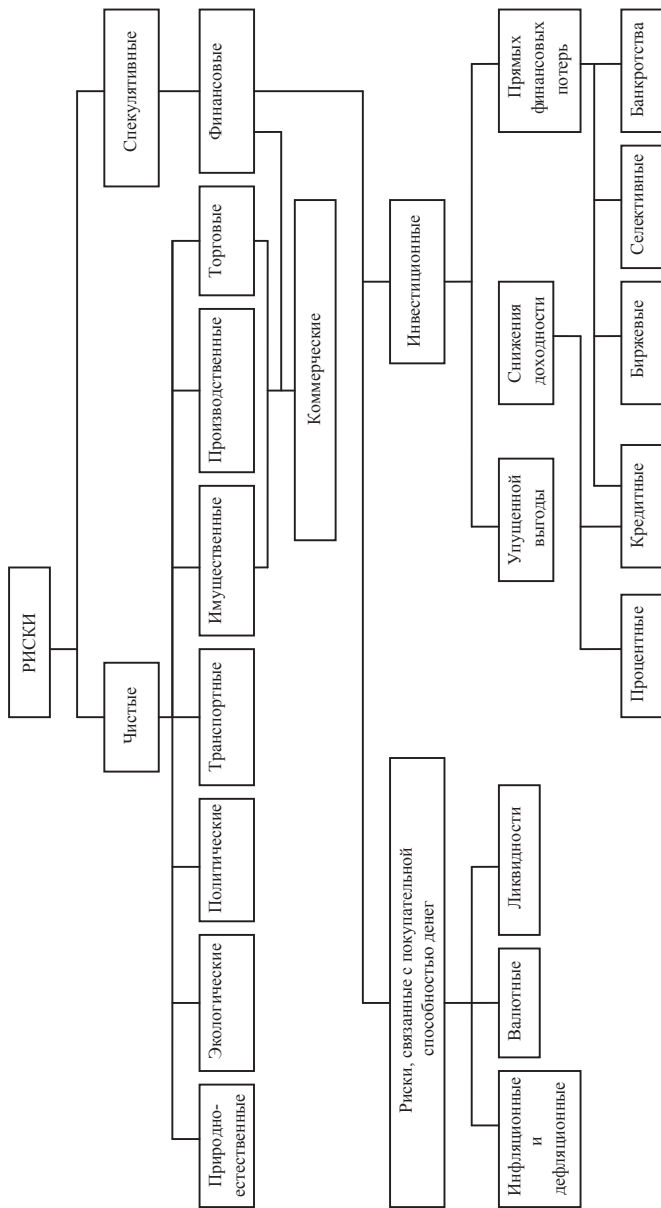 РИСКИ
Чистые
Спекулятивные
Природно-
естественные
Экологические
Политические
Транспортные
Имущественные
Производственные
Торговые
Финансовые
Коммерческие
Риски, связанные с покупательной
способностью денег
Инвестиционные
Инфляционные
и
дефляционные
Валютные
Ликвидности
Упущенной
выгоды
Снижения
доходности
Прямых
финансовых
потерь
Процентные
Кредитные
Биржевые
Селективные
Банкротства